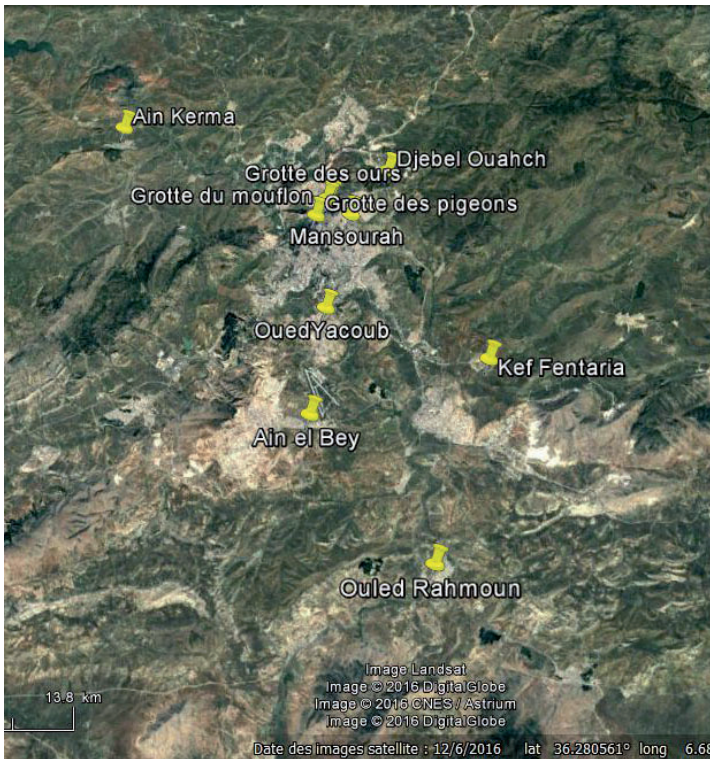 Ain Kerma
Djebel Ouahch
Grotte des ours
Grotte du mouflon
Grotte des pigeons
Mansourah
OuedYacoub
Kef Fentaria
Ain el Bey
Ouled Rahmoun
Image Landsat
Image © 2016 DigitalGlobe
Image © 2016 CNES / Astrium
Image © 2016 DigitalGlobe
13.8 km
Date des images satellite : 12/6/2016 lat 36.280561° long 6.68